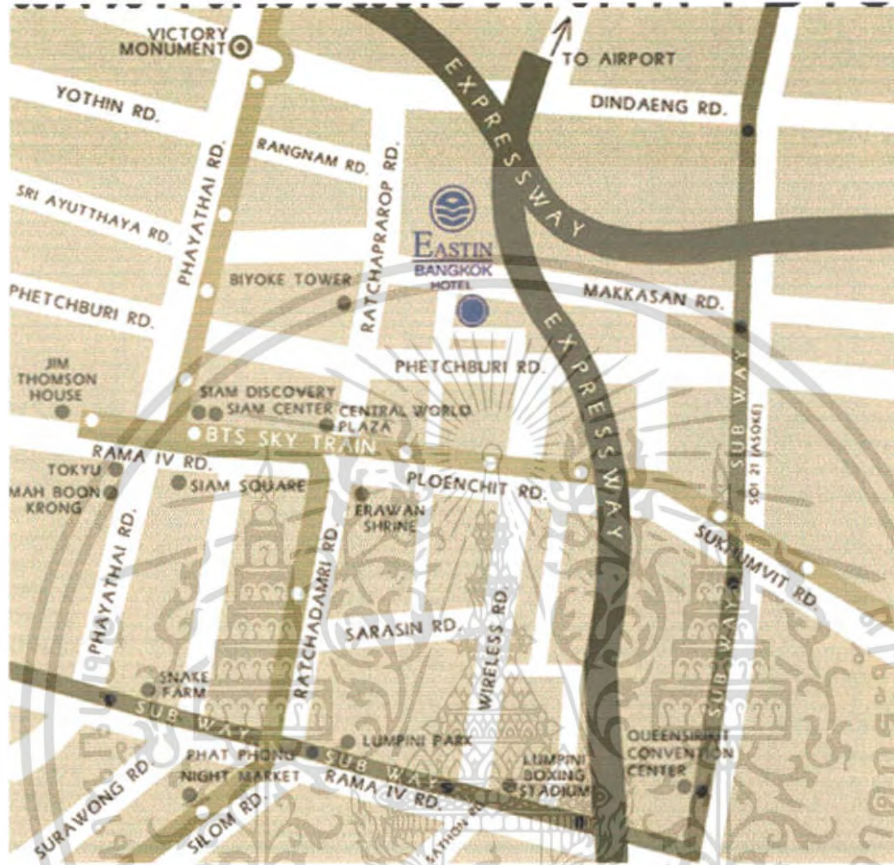 VICTORY
MONUMENT
TO AIRPORT
EXPRESSWAY
DINDAENG RD.
YOTHIN RD.
RANGNAM RD.
PHAYATHAI RD.
RATCHAPRAROP RD.
SRI AYUTTHAYA RD.
EASTIN
BANGKOK
HOTEL
BIYOKE TOWER
MAKKASAN RD.
PHETCHBURI RD.
EXPRESSWAY
PHETCHBURI RD.
JIM
THOMSON
HOUSE
SIAM DISCOVERY
SIAM CENTER
CENTRAL WORLD
PLAZA
SUB WAY
SOI 21 (ASOKE)
BTS SKY TRAIN
RAMA IV RD.
TOKYU
MAH BOON
KRONG
SIAM SQUARE
PLOENCHIT RD.
ERAWAN
SHRINE
SUKHUMVIT RD.
PHAYATHAI RD.
RATCHADAMRI RD.
SARASIN RD.
WIRELESS RD.
SUB WAY
SNAKE
FARM
SUB WAY
PHAT PHONG
NIGHT MARKET
LUMPINI PARK
SUB WAY
RAMA IV RD.
LUMPINI
BOXING
STADIUM
QUEENSIRIKIT
CONVENTION
CENTER
SURAWONG RD
SILOM RD.
SATHON RD.